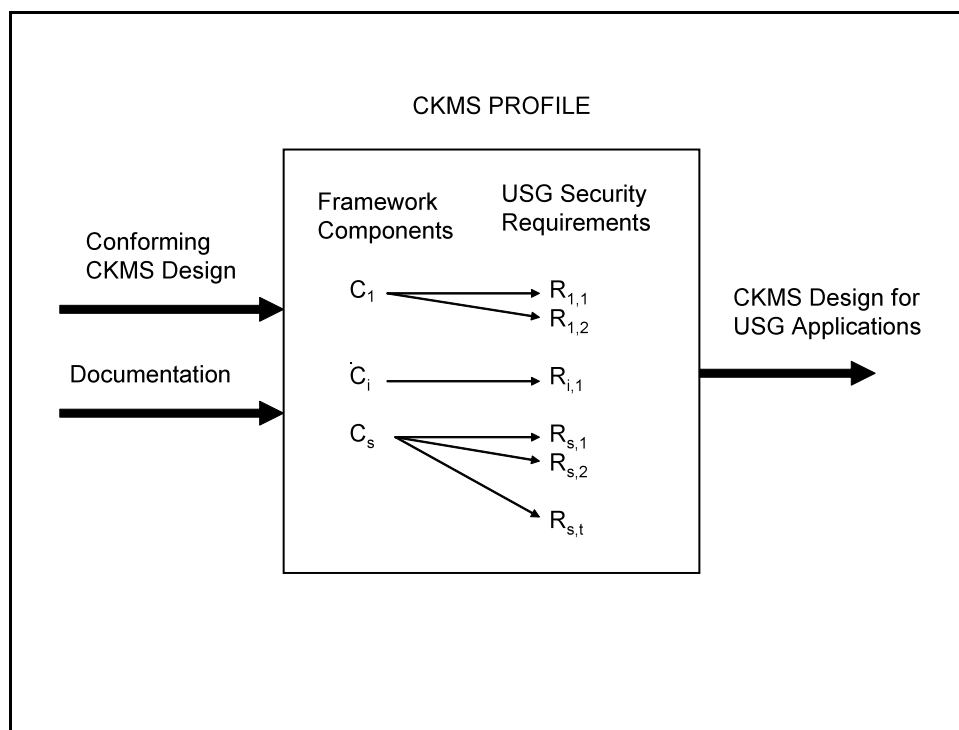 CKMS PROFILE
Framework
Components
USG Security
Requirements
Conforming
CKMS Design
Documentation
C1
R1,1
R1,2
Ci
Ri,1
Cs
Rs,1
Rs,2
Rs,t
CKMS Design for
USG Applications